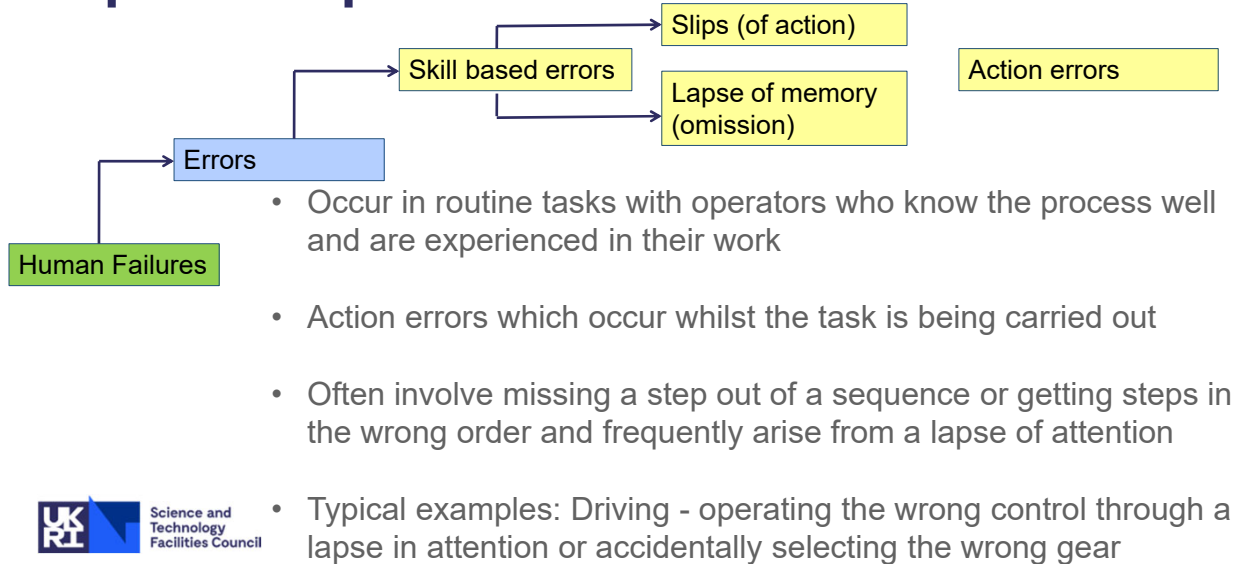 Slips (of action)
Skill based errors
Action errors
Lapse of memory
(omission)
Errors
Human Failures
• Occur in routine tasks with operators who know the process well
and are experienced in their work
• Action errors which occur whilst the task is being carried out
• Often involve missing a step out of a sequence or getting steps in
the wrong order and frequently arise from a lapse of attention
• Typical examples: Driving - operating the wrong control through a
lapse in attention or accidentally selecting the wrong gear
UK
RI
Science and
Technology
Facilities Council